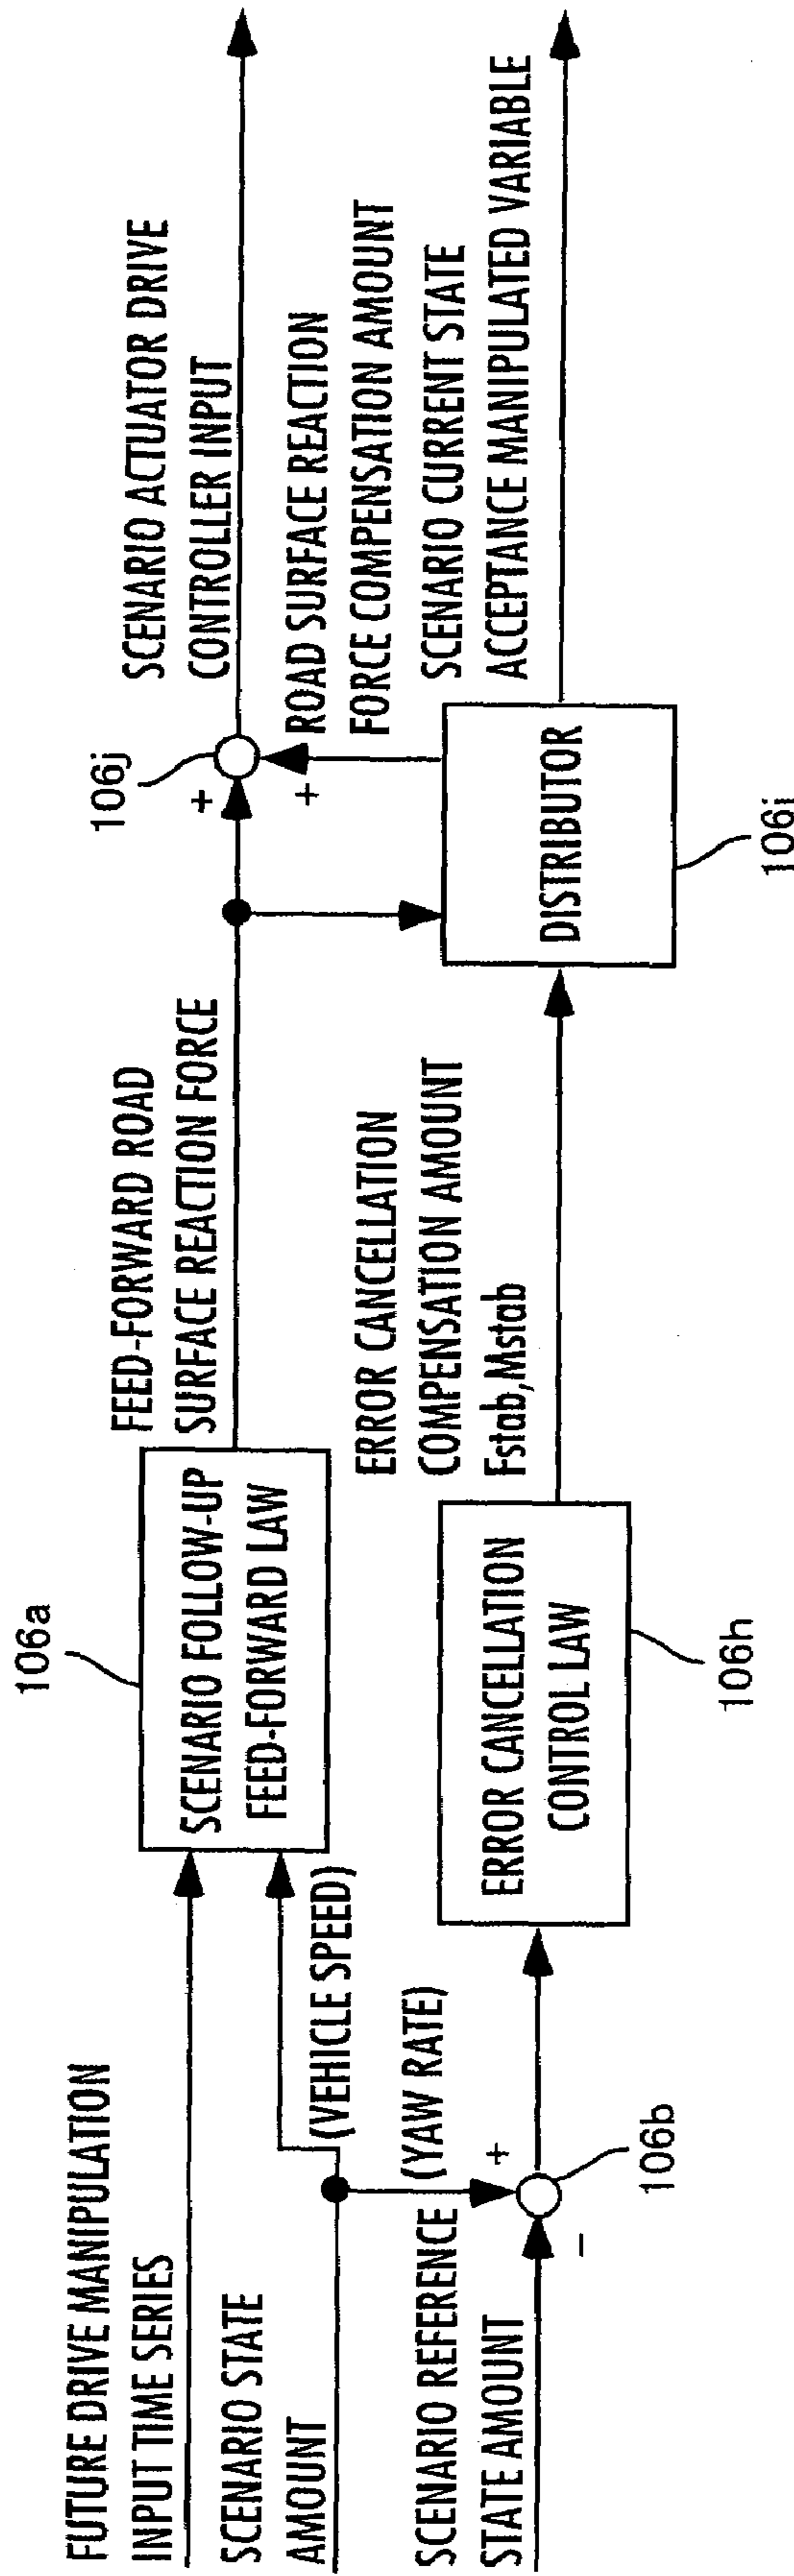 FUTURE DRIVE MANIPULATION
INPUT TIME SERIES
SCENARIO STATE
AMOUNT
(VEHICLE SPEED)
SCENARIO REFERENCE
STATE AMOUNT
(YAW RATE)
+
−
106b
106a
SCENARIO FOLLOW-UP
FEED-FORWARD LAW
ERROR CANCELLATION
CONTROL LAW
106h
FEED-FORWARD ROAD
SURFACE REACTION FORCE
ERROR CANCELLATION
COMPENSATION AMOUNT
Fstab,Mstab
106j
+
+
DISTRIBUTOR
106i
SCENARIO ACTUATOR DRIVE
CONTROLLER INPUT
ROAD SURFACE REACTION
FORCE COMPENSATION AMOUNT
SCENARIO CURRENT STATE
ACCEPTANCE MANIPULATED VARIABLE